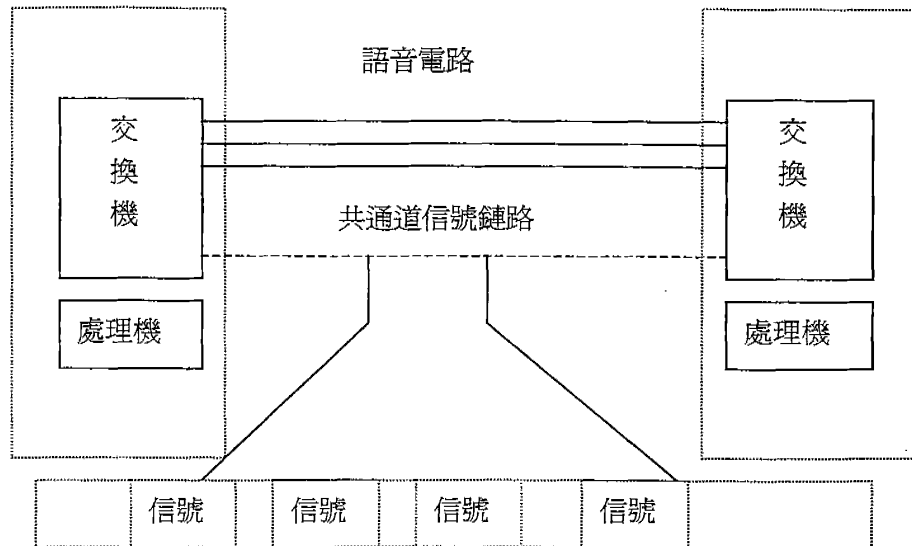 語音電路
交換機
交換機
共通道信號鏈路
處理機
處理機
信號 信號 信號 信號